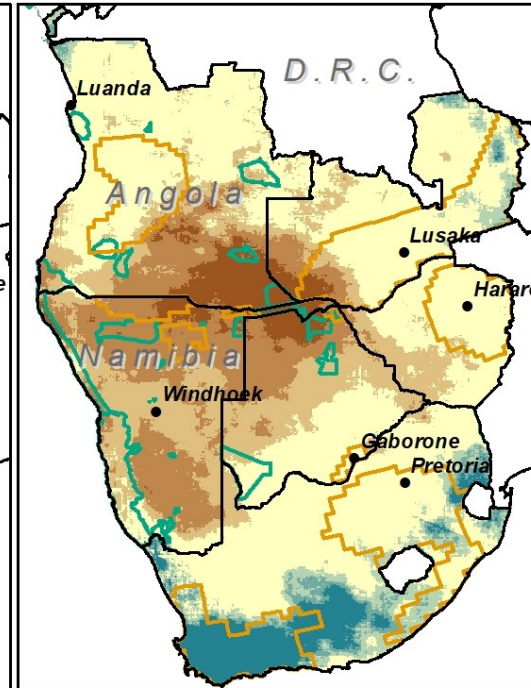 D.R.C.
Luanda
Angola
Lusaka
Harare
Namibia
Windhoek
Gaborone
Pretoria